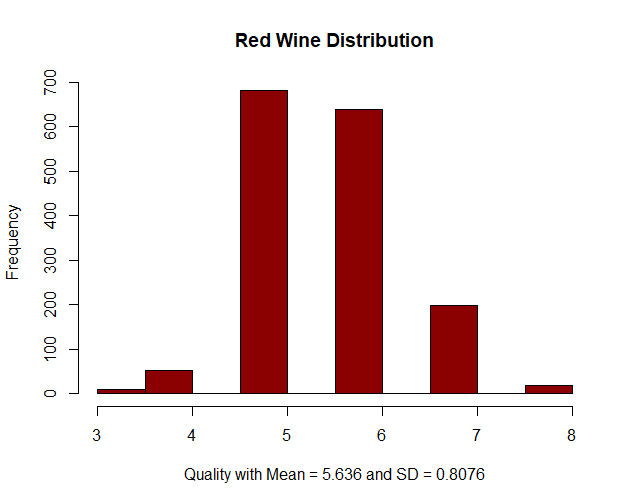 Red Wine Distribution
Frequency
700
600
500
400
300
200
100
0
3 4 5 6 7 8
Quality with Mean = 5.636 and SD = 0.8076